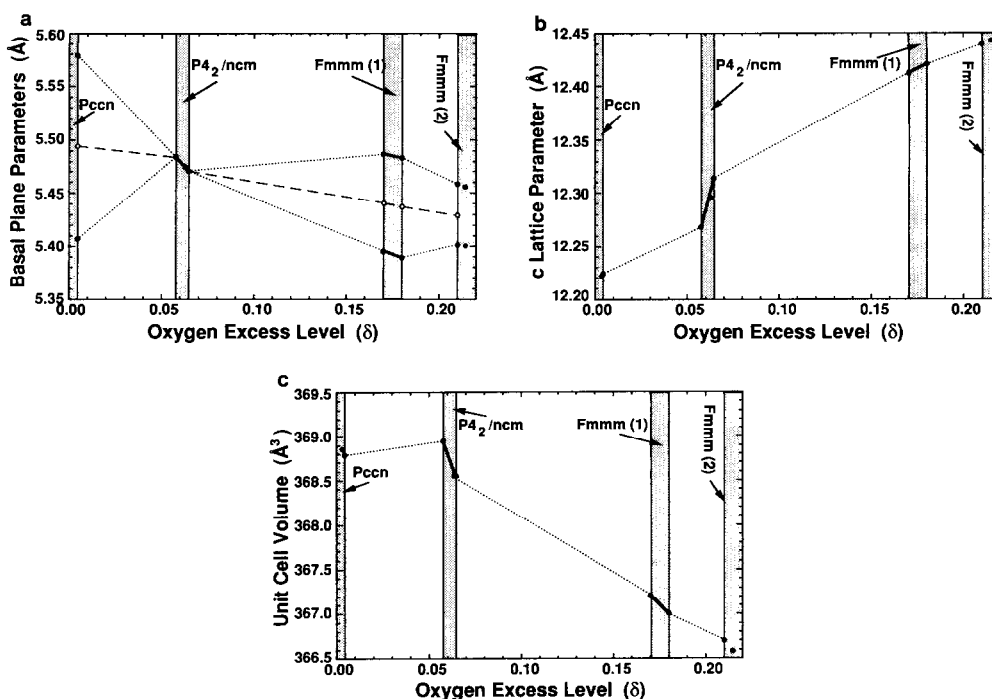 a
5.60
5.55
5.50
5.45
5.40
5.35
Basal Plane Parameters (Å)
Pccn
P4₂/ncm
Fmmm (1)
Fmmm (2)
0.00 0.05 0.10 0.15 0.20
Oxygen Excess Level (δ)
b
12.45
12.40
12.35
12.30
12.25
12.20
c Lattice Parameter (Å)
Pccn
P4₂/ncm
Fmmm (1)
Fmmm (2)
0.00 0.05 0.10 0.15 0.20
Oxygen Excess Level (δ)
c
369.5
369.0
368.5
368.0
367.5
367.0
366.5
Unit Cell Volume (Å³)
Pccn
P4₂/ncm
Fmmm (1)
Fmmm (2)
0.00 0.05 0.10 0.15 0.20
Oxygen Excess Level (δ)